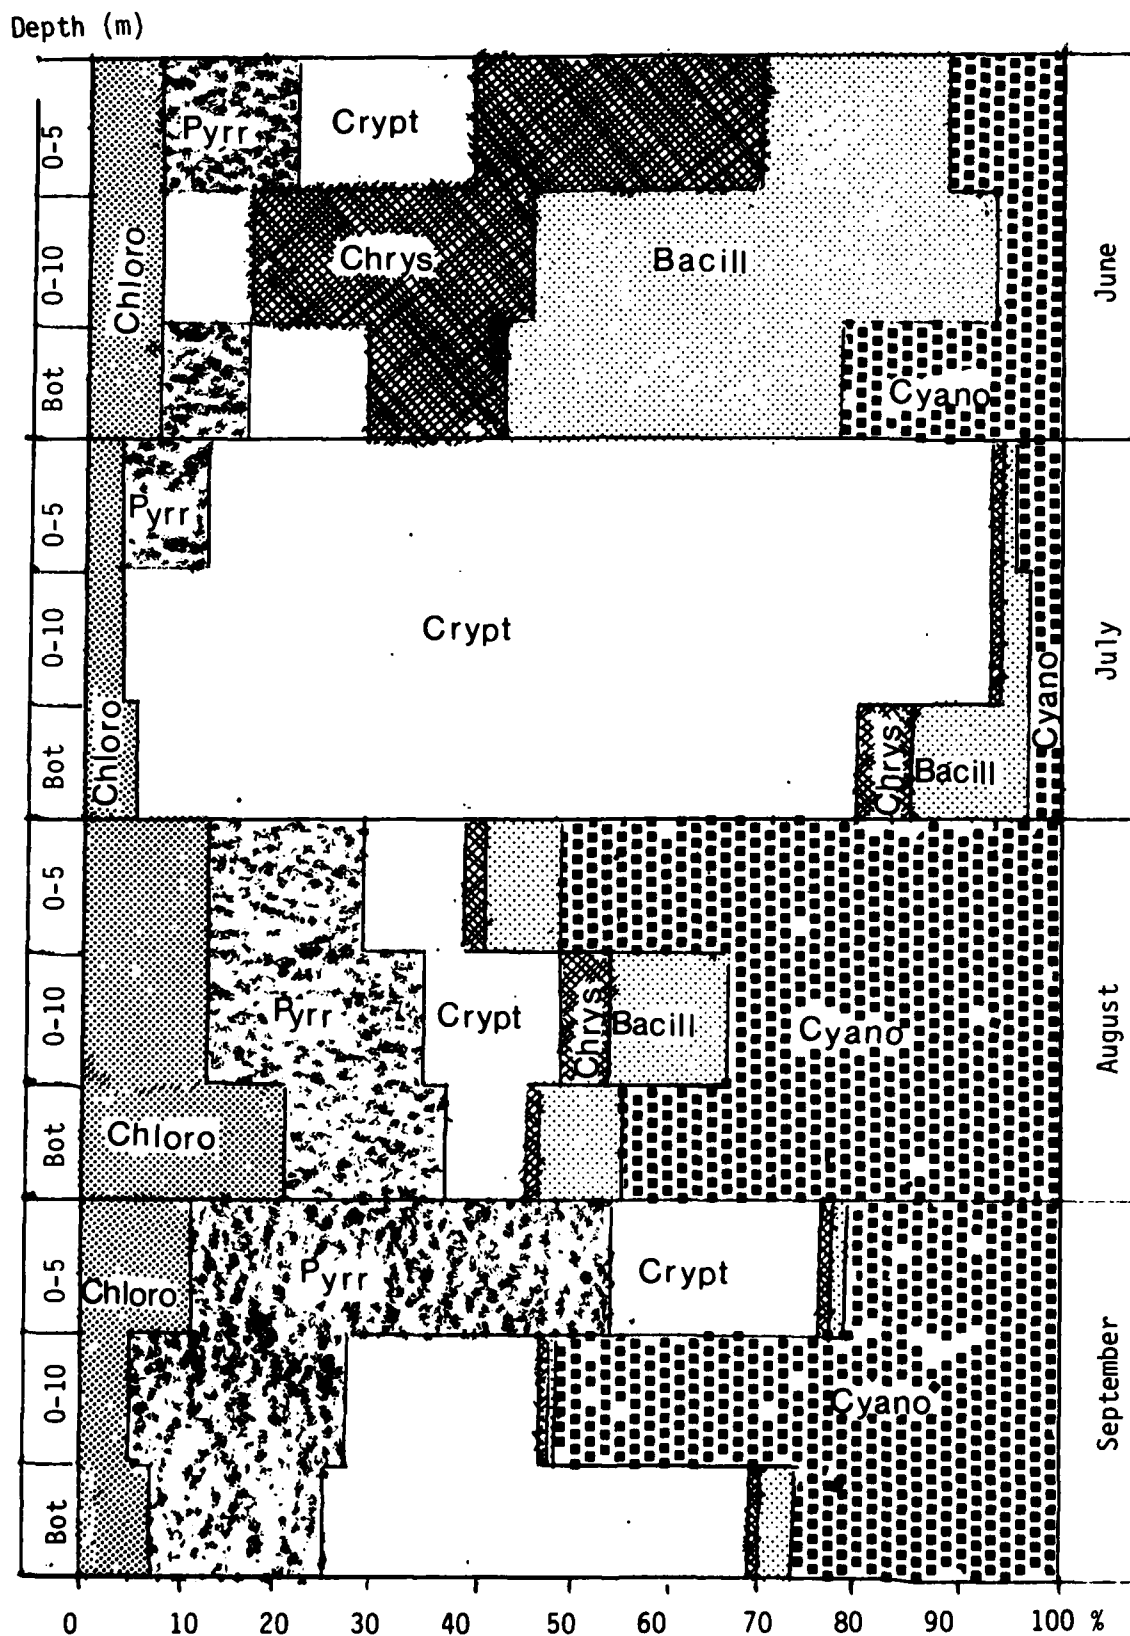 Depth (m)
0-5
Pyrr
Crypt
0-10
Chloro
Chrys
Bacill
June
Bot
Cyano
0-5
Pyrr
0-10
Crypt
July
Cyano
Bot
Chloro
Chrys
Bacill
0-5
0-10
Pyrr
Crypt
Chrys
Bacill
Cyano
August
Bot
Chloro
0-5
Chloro
Pyrr
Crypt
0-10
Cyano
September
Bot
0 10 20 30 40 50 60 70 80 90 100 %